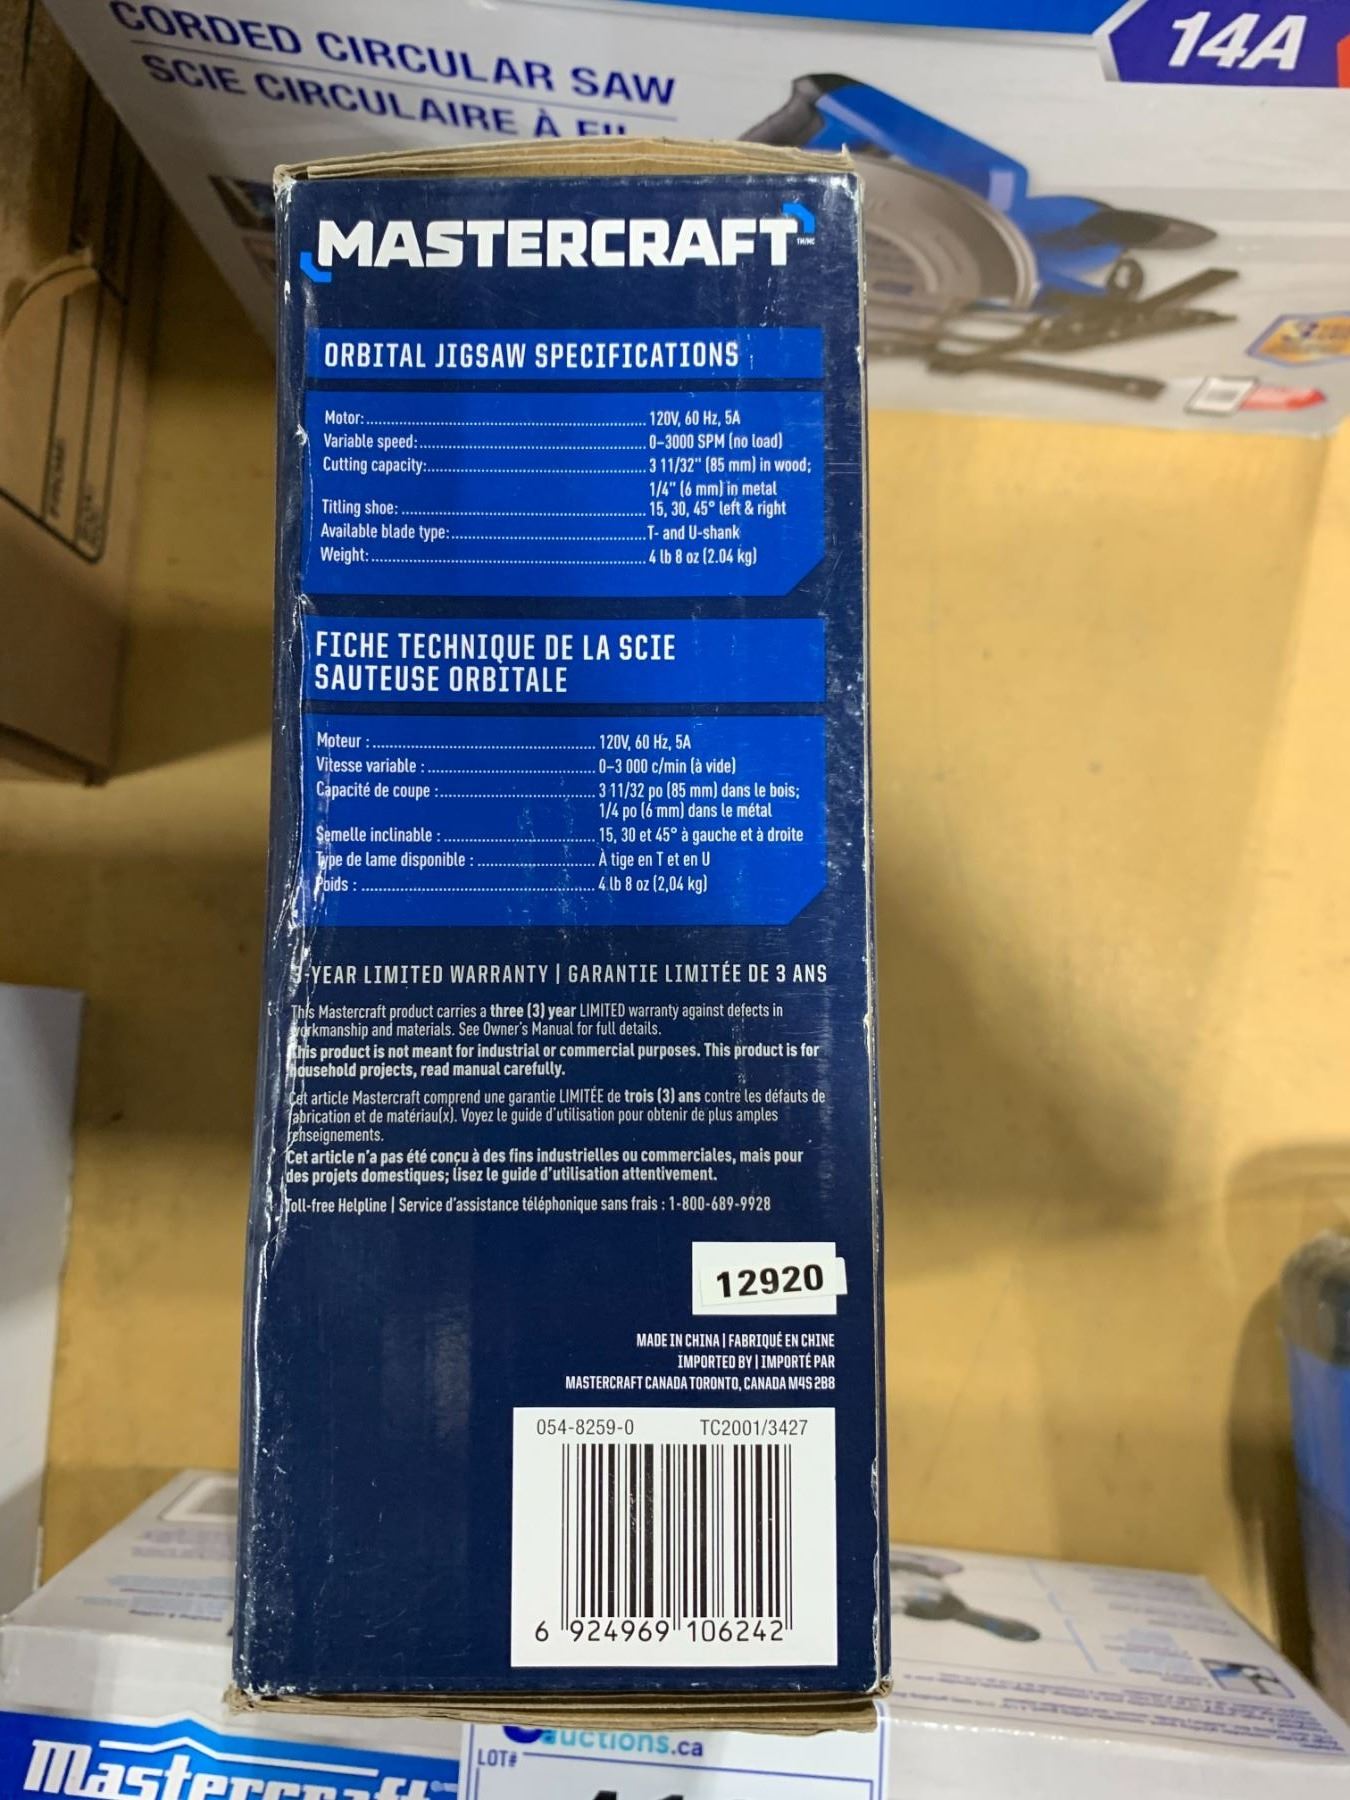 CORDED CIRCULAR SAW
SCIE CIRCULAIRE À
14A
MASTERCRAFT TM/MC
ORBITAL JIGSAW SPECIFICATIONS
Motor: 120V, 60 Hz, 5A
Variable speed: 0-3000 SPM (no load)
Cutting capacity: 3 11/32" (85 mm) in wood;
1/4" (6 mm) in metal
Titling shoe: 15, 30, 45° left & right
Available blade type: T- and U-shank
Weight: 4 lb 8 oz (2.04 kg)
FICHE TECHNIQUE DE LA SCIE
SAUTEUSE ORBITALE
Moteur : 120V, 60 Hz, 5A
Vitesse variable : 0-3 000 c/min (à vide)
Capacité de coupe : 3 11/32 po (85 mm) dans le bois;
1/4 po (6 mm) dans le métal
Semelle inclinable : 15, 30 et 45° à gauche et à droite
Type de lame disponible : À tige en T et en U
Poids : 4 lb 8 oz (2,04 kg)
3-YEAR LIMITED WARRANTY | GARANTIE LIMITÉE DE 3 ANS
This Mastercraft product carries a three (3) year LIMITED warranty against defects in
workmanship and materials. See Owner's Manual for full details.
This product is not meant for industrial or commercial purposes. This product is for
household projects, read manual carefully.
Cet article Mastercraft comprend une garantie LIMITÉE de trois (3) ans contre les défauts de
fabrication et de matériau(x). Voyez le guide d'utilisation pour obtenir de plus amples
renseignements.
Cet article n'a pas été conçu à des fins industrielles ou commerciales, mais pour
des projets domestiques; lisez le guide d'utilisation attentivement.
Toll-free Helpline | Service d'assistance téléphonique sans frais : 1-800-689-9928
12920
MADE IN CHINA | FABRIQUÉ EN CHINE
IMPORTED BY | IMPORTÉ PAR
MASTERCRAFT CANADA TORONTO, CANADA M4S 2B8
054-8259-0 TC2001/3427
6 924969 106242
auctions.ca
LOT#
Mastercraft